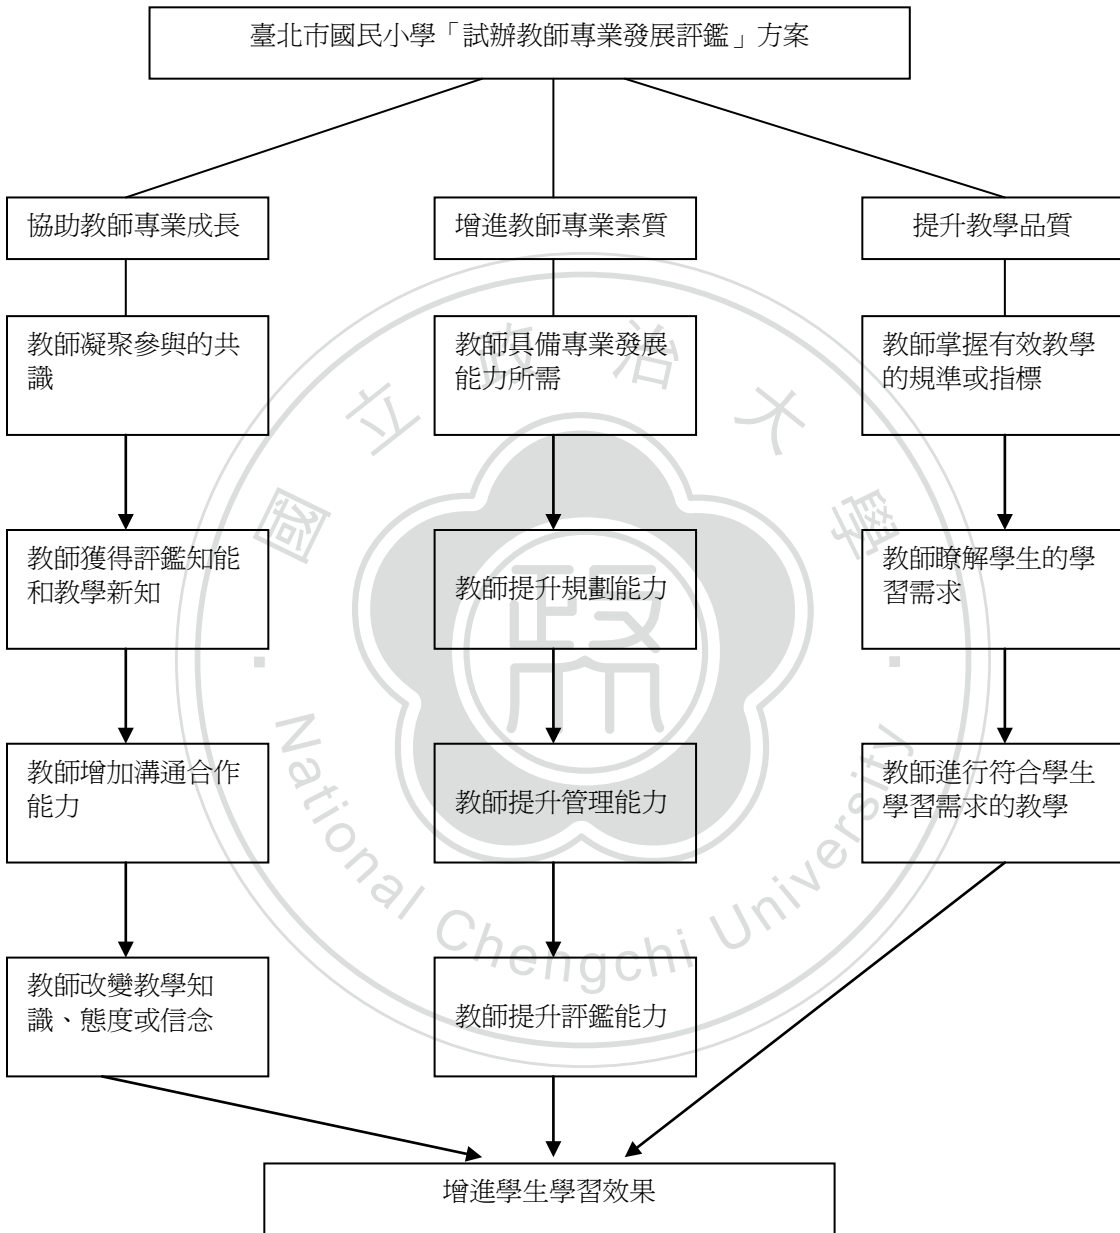 臺北市國民小學「試辦教師專業發展評鑑」方案
協助教師專業成長
增進教師專業素質
提升教學品質
教師凝聚參與的共
識
教師具備專業發展
能力所需
教師掌握有效教學
的規準或指標
教師獲得評鑑知能
和教學新知
教師提升規劃能力
教師瞭解學生的學
習需求
教師增加溝通合作
能力
教師提升管理能力
教師進行符合學生
學習需求的教學
教師改變教學知
識、態度或信念
教師提升評鑑能力
增進學生學習效果
國立政治大學
National Chengchi University